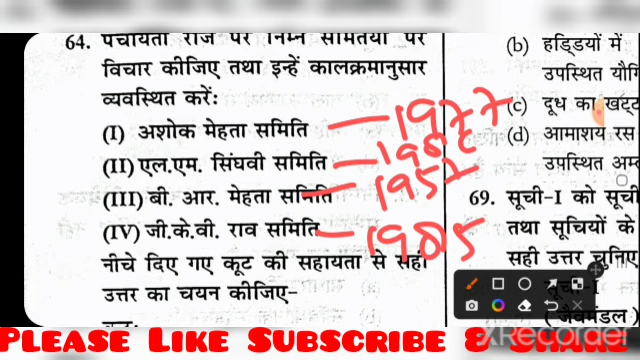 64. पंचायती राज पर निम्न समितियों पर
विचार कीजिए तथा इन्हें कालक्रमानुसार
व्यवस्थित करें:
(I) अशोक मेहता समिति — 1977
(II) एल.एम. सिंघवी समिति — 1986
(III) बी. आर. मेहता समिति — 1957
(IV) जी.के.वी. राव समिति — 1985
नीचे दिए गए कूट की सहायता से सही
उत्तर का चयन कीजिए–
(b) हड्डियों में
उपस्थित यौगि
(c) दूध का खट्ट
(d) आमाशय रस
उपस्थित अम्
69. सूची-I को सूची
तथा सूचियों के
सही उत्तर चुनिए
सूची-I
(जैवमंडल)
PLEASE LIKE SUBSCRIBE &
XRecorder